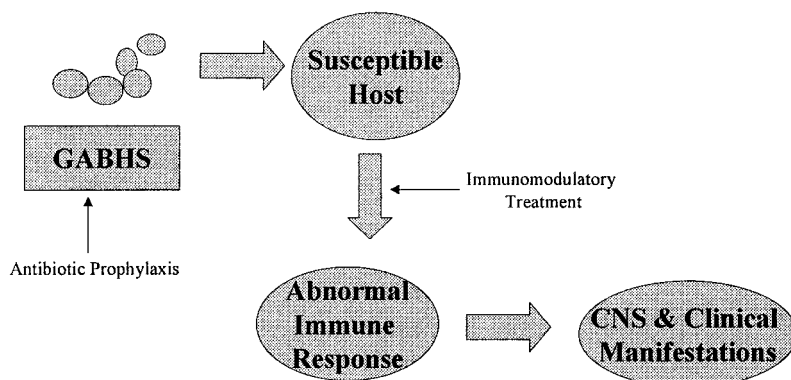 Susceptible
Host
GABHS
Immunomodulatory
Treatment
Antibiotic Prophylaxis
Abnormal
Immune
Response
CNS & Clinical
Manifestations